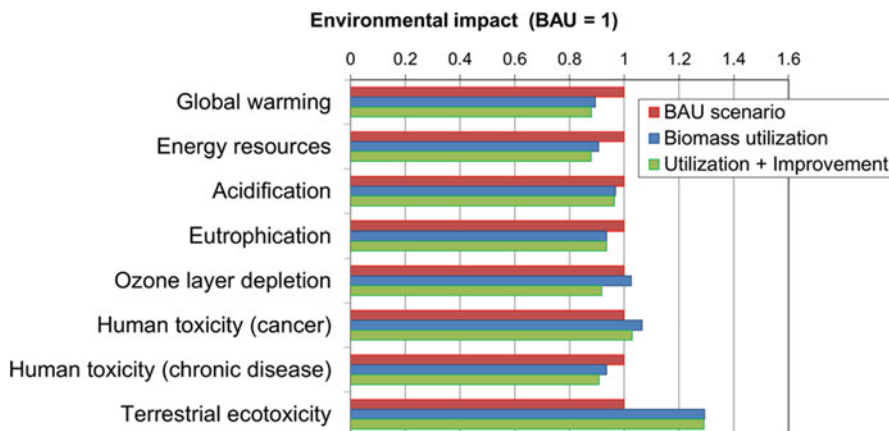 Environmental impact (BAU = 1)
0 0.2 0.4 0.6 0.8 1 1.2 1.4 1.6
Global warming
Energy resources
Acidification
Eutrophication
Ozone layer depletion
Human toxicity (cancer)
Human toxicity (chronic disease)
Terrestrial ecotoxicity
BAU scenario
Biomass utilization
Utilization + Improvement